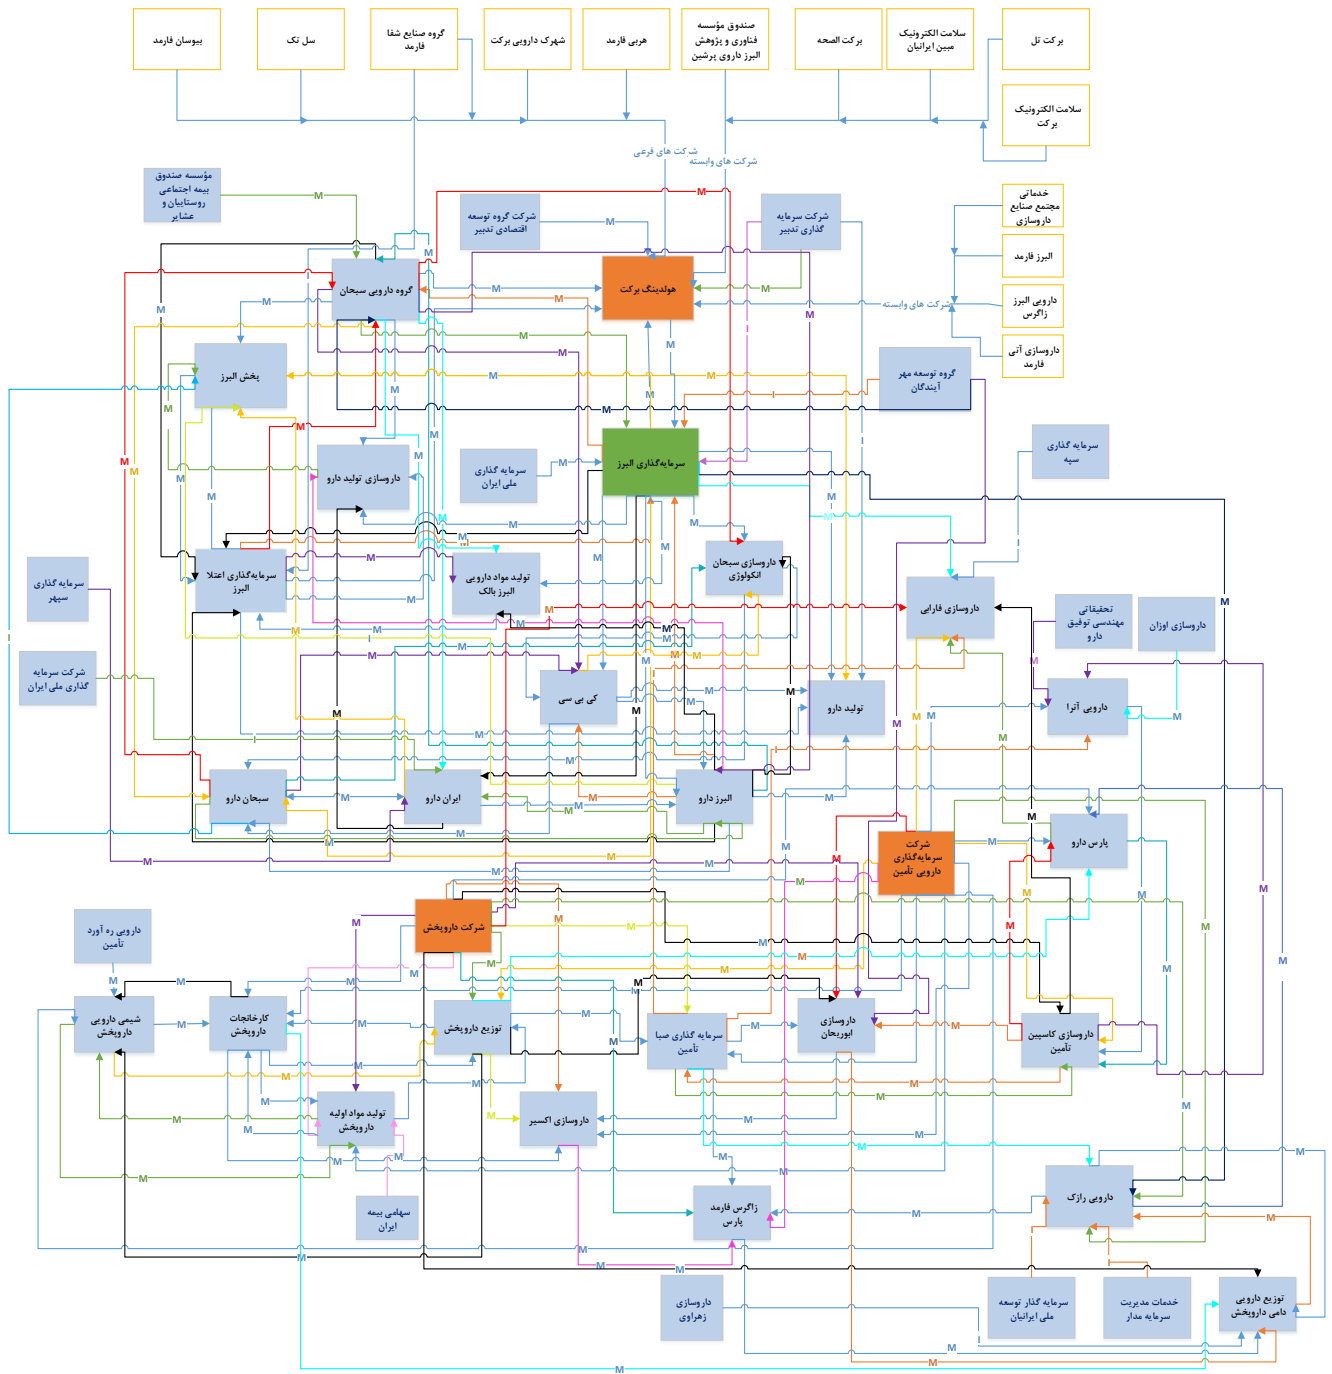 بیوسان فارمد
سل تک
گروه صنایع شفا
فارمد
شهرک دارویی برکت
هربی فارمد
صندوق مؤسسه
فناوری و پژوهش
البرز داروی پرشین
برکت الصحه
سلامت الکترونیک
مبین ایرانیان
برکت تل
سلامت الکترونیک
برکت
شرکت های فرعی
شرکت های وابسته
مؤسسه صندوق
بیمه اجتماعی
روستاییان و
عشایر
شرکت گروه توسعه
اقتصادی تدبیر
شرکت سرمایه
گذاری تدبیر
خدماتی
مجتمع صنایع
داروسازی
البرز فارمد
دارویی البرز
زاگرس
داروسازی آتی
فارمد
شرکت های وابسته
گروه دارویی سبحان
هولدینگ برکت
پخش البرز
گروه توسعه مهر
آیندگان
داروسازی تولید دارو
سرمایه گذاری
ملی ایران
سرمایه‌گذاری البرز
سرمایه گذاری
سپه
سرمایه گذاری
سپهر
سرمایه‌گذاری اعتلا
البرز
تولید مواد دارویی
البرز بالک
داروسازی سبحان
انکولوژی
داروسازی فارابی
تحقیقاتی
مهندسی توفیق
دارو
داروسازی اوزان
شرکت سرمایه
گذاری ملی ایران
کی بی سی
تولید دارو
دارویی آترا
سبحان دارو
ایران دارو
البرز دارو
شرکت
سرمایه‌گذاری
دارویی تأمین
پارس دارو
شرکت داروپخش
دارویی ره آورد
تأمین
شیمی دارویی
داروپخش
کارخانجات
داروپخش
توزیع داروپخش
سرمایه گذاری صبا
تأمین
داروسازی
ابوریحان
داروسازی کاسپین
تأمین
تولید مواد اولیه
داروپخش
داروسازی اکسیر
سهامی بیمه
ایران
زاگرس فارمد
پارس
دارویی رازک
داروسازی
زهراوی
سرمایه گذار توسعه
ملی ایرانیان
خدمات مدیریت
سرمایه مدار
توزیع دارویی
دامی داروپخش